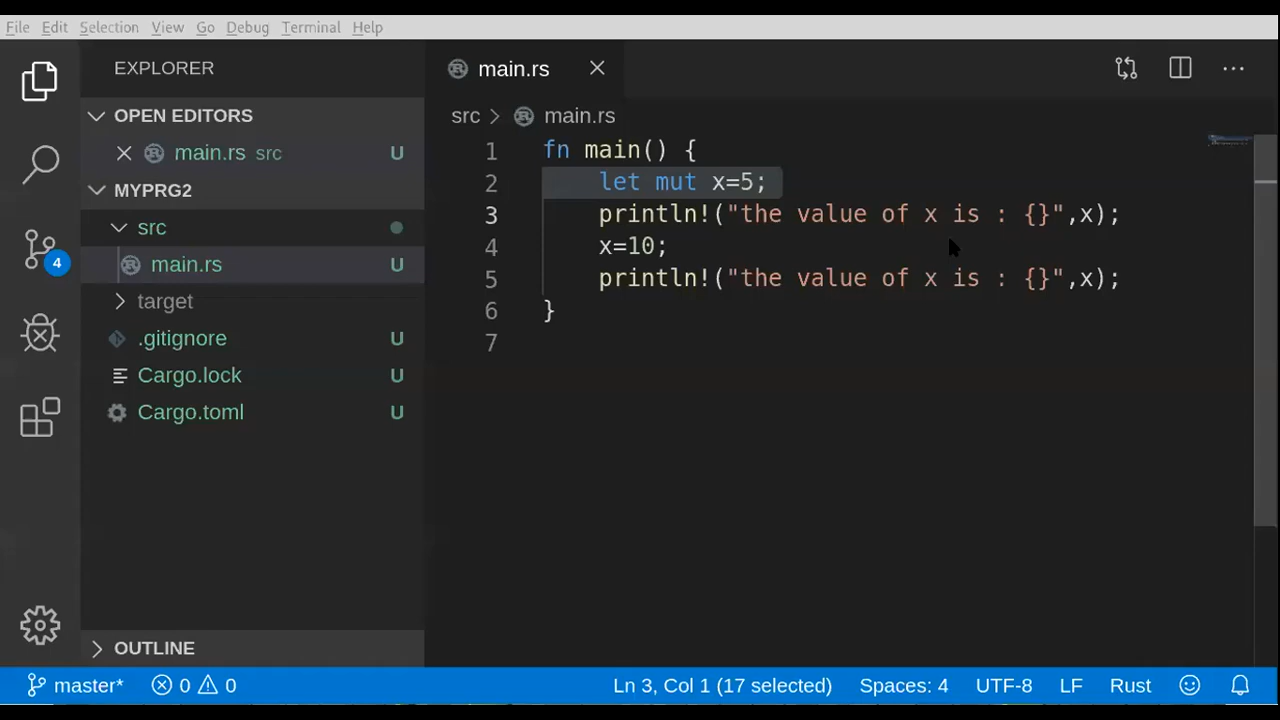 File Edit Selection View Go Debug Terminal Help
EXPLORER
OPEN EDITORS
main.rs src U
MYPRG2
src
main.rs U
target
.gitignore U
Cargo.lock U
Cargo.toml U
OUTLINE
4
main.rs
src > main.rs
1 fn main() {
2 let mut x=5;
3 println!("the value of x is : {}",x);
4 x=10;
5 println!("the value of x is : {}",x);
6 }
7
master* 0 0 Ln 3, Col 1 (17 selected) Spaces: 4 UTF-8 LF Rust